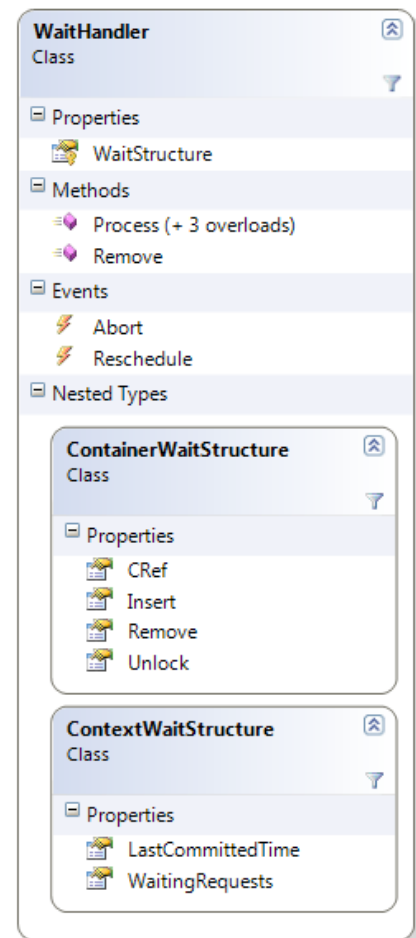 WaitHandler
Class
Properties
WaitStructure
Methods
Process (+ 3 overloads)
Remove
Events
Abort
Reschedule
Nested Types
ContainerWaitStructure
Class
Properties
CRef
Insert
Remove
Unlock
ContextWaitStructure
Class
Properties
LastCommittedTime
WaitingRequests